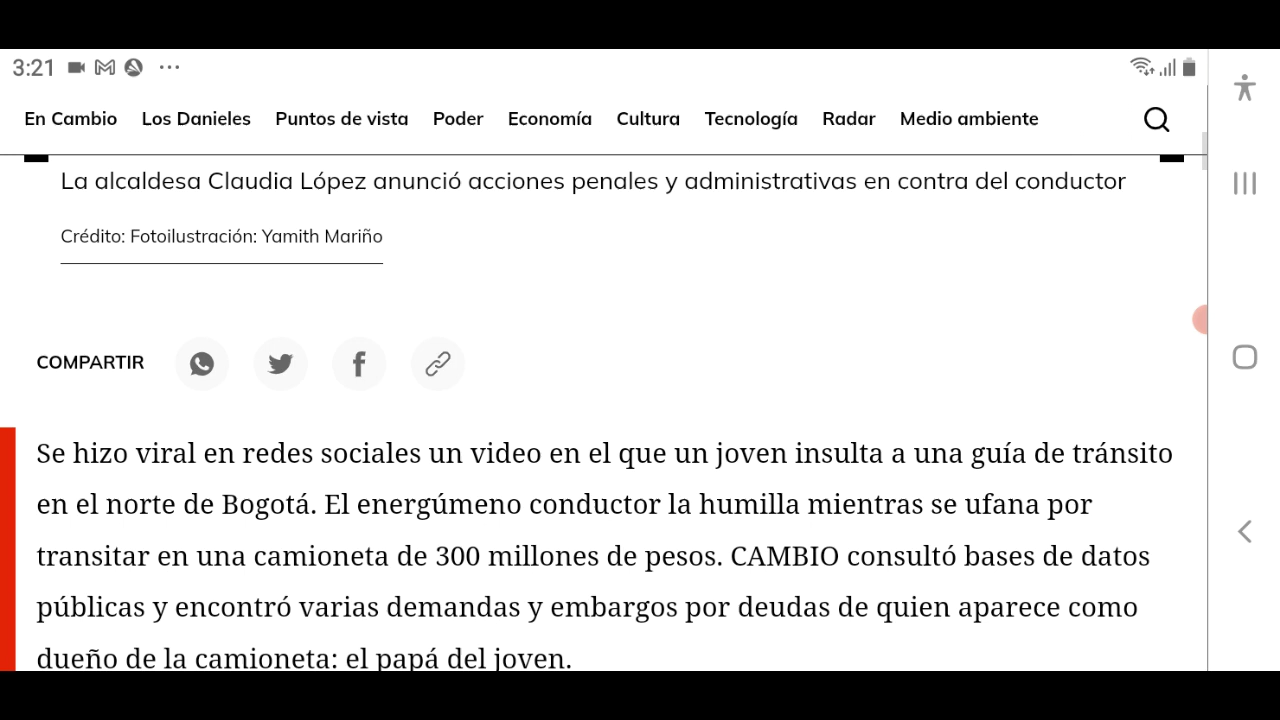 3:21
En Cambio Los Danieles Puntos de vista Poder Economía Cultura Tecnología Radar Medio ambiente
La alcaldesa Claudia López anunció acciones penales y administrativas en contra del conductor
Crédito: Fotoilustración: Yamith Mariño
COMPARTIR
Se hizo viral en redes sociales un video en el que un joven insulta a una guía de tránsito
en el norte de Bogotá. El energúmeno conductor la humilla mientras se ufana por
transitar en una camioneta de 300 millones de pesos. CAMBIO consultó bases de datos
públicas y encontró varias demandas y embargos por deudas de quien aparece como
dueño de la camioneta: el papá del joven.